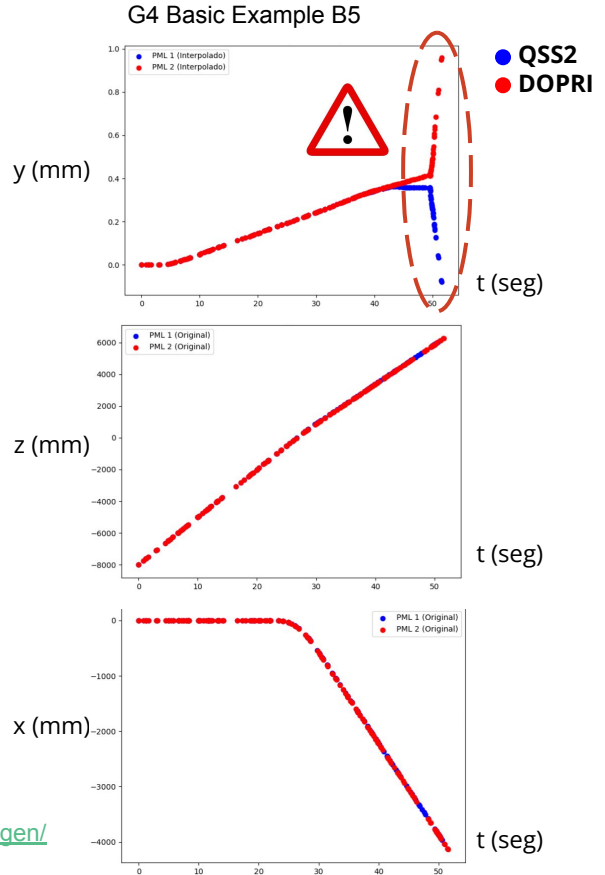 G4 Basic Example B5
QSS2
DOPRI
PML 1 (Interpolado)
PML 2 (Interpolado)
!
y (mm)
1.0
0.8
0.6
0.4
0.2
0.0
0 10 20 30 40 50
t (seg)
PML 1 (Original)
PML 2 (Original)
z (mm)
6000
4000
2000
0
−2000
−4000
−6000
−8000
0 10 20 30 40 50
t (seg)
PML 1 (Original)
PML 2 (Original)
x (mm)
0
−1000
−2000
−3000
−4000
0 10 20 30 40 50
t (seg)
gen/